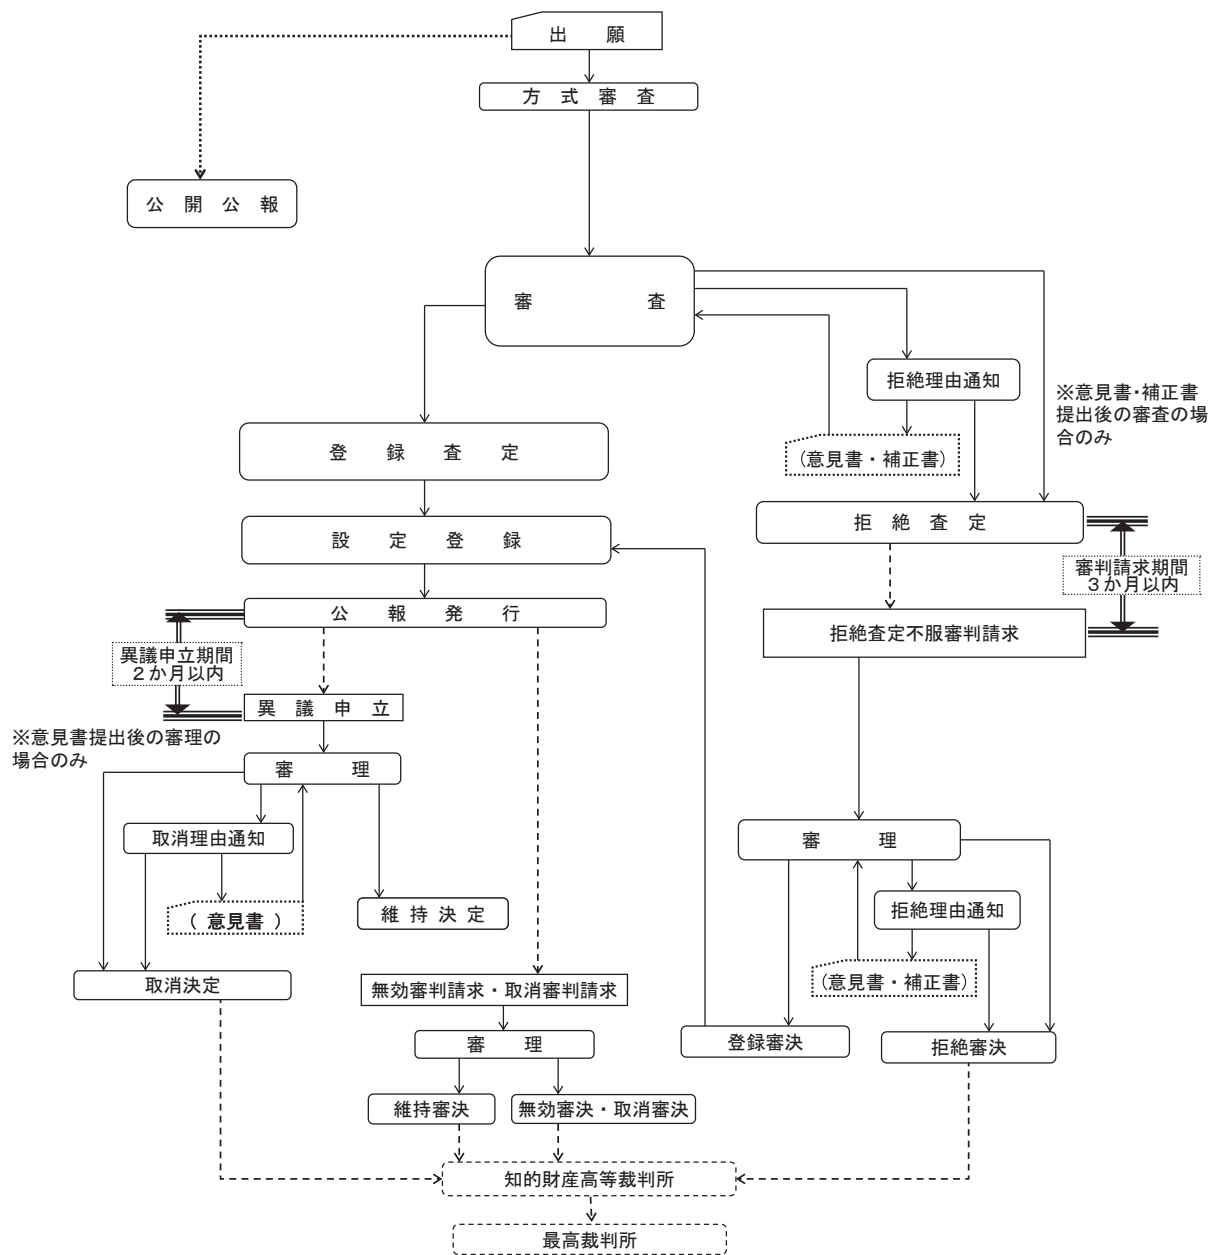 出願
方式審査
公開公報
審査
拒絶理由通知
※意見書・補正書
提出後の審査の場
合のみ
(意見書・補正書)
登録査定
拒絶査定
設定登録
審判請求期間
３か月以内
公報発行
拒絶査定不服審判請求
異議申立期間
２か月以内
異議申立
※意見書提出後の審理の
場合のみ
審理
取消理由通知
審理
維持決定
拒絶理由通知
(意見書)
取消決定
無効審判請求・取消審判請求
(意見書・補正書)
審理
登録審決
拒絶審決
維持審決
無効審決・取消審決
知的財産高等裁判所
最高裁判所